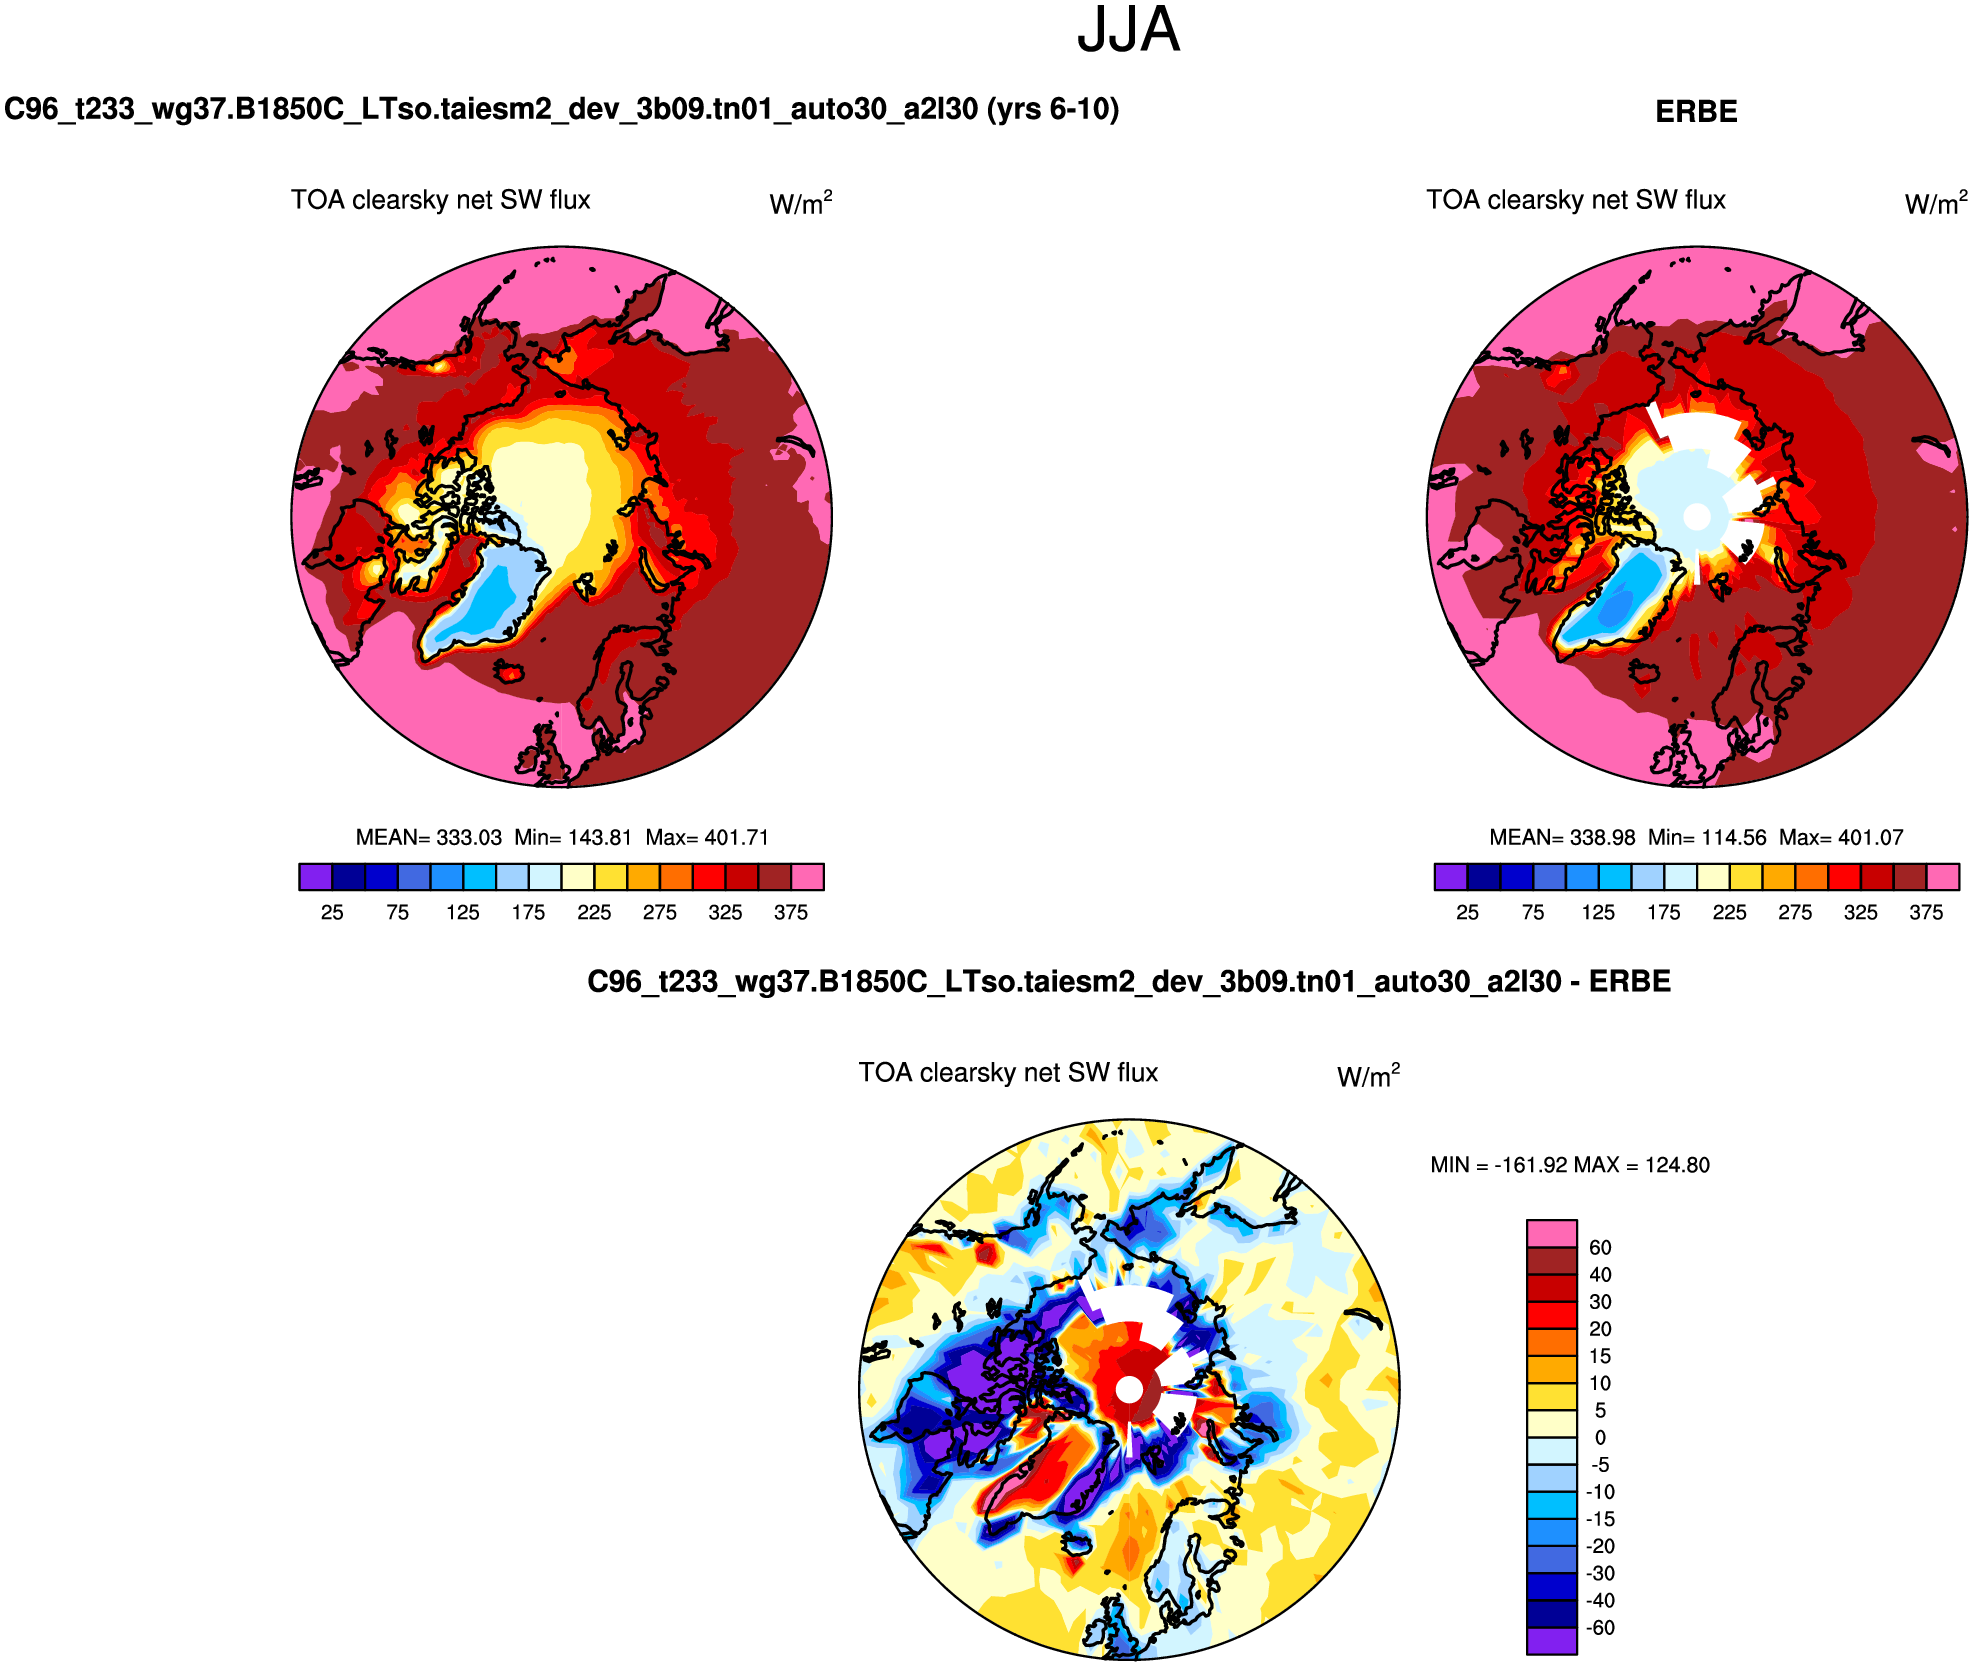 JJA
C96_t233_wg37.B1850C_LTso.taiesm2_dev_3b09.tn01_auto30_a2l30 (yrs 6-10)
ERBE
TOA clearsky net SW flux W/m²
TOA clearsky net SW flux W/m²
MEAN= 333.03 Min= 143.81 Max= 401.71
25 75 125 175 225 275 325 375
MEAN= 338.98 Min= 114.56 Max= 401.07
25 75 125 175 225 275 325 375
C96_t233_wg37.B1850C_LTso.taiesm2_dev_3b09.tn01_auto30_a2l30 - ERBE
TOA clearsky net SW flux W/m²
MIN = -161.92 MAX = 124.80
60
40
30
20
15
10
5
0
-5
-10
-15
-20
-30
-40
-60